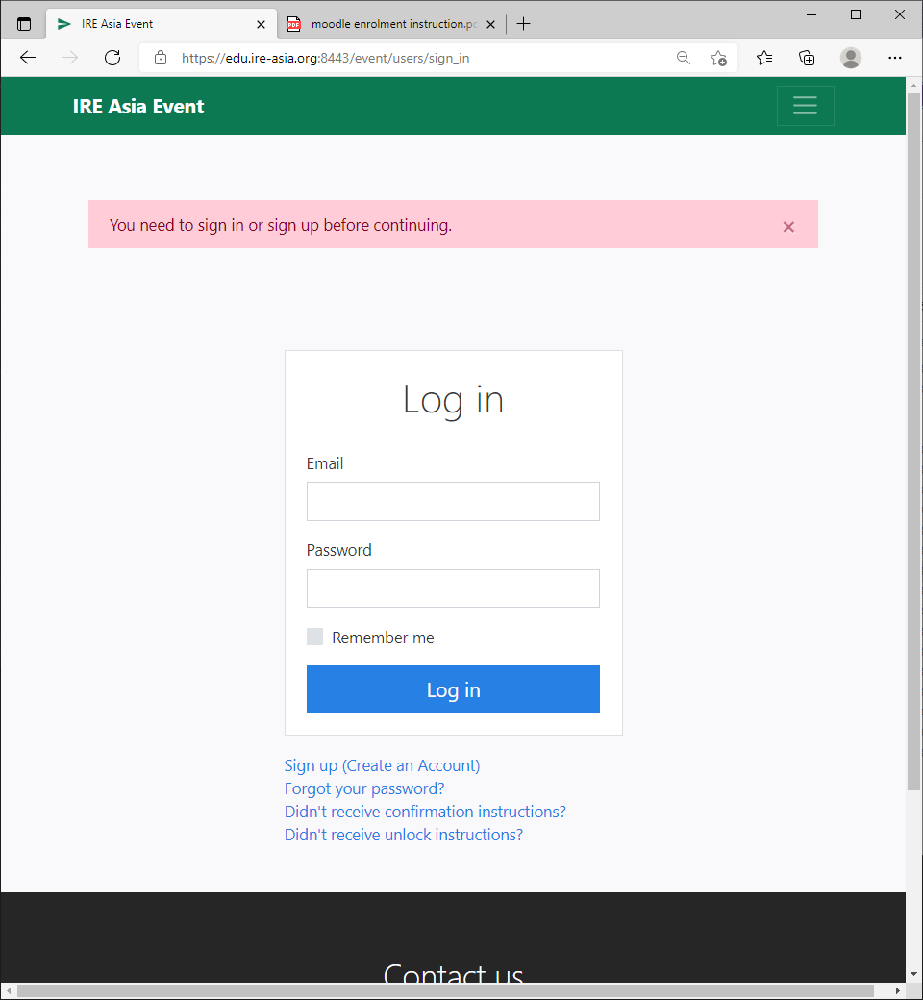 IRE Asia Event
moodle enrolment instruction.pd
https://edu.ire-asia.org:8443/event/users/sign_in
IRE Asia Event
You need to sign in or sign up before continuing.
Log in
Email
Password
Remember me
Log in
Sign up (Create an Account)
Forgot your password?
Didn't receive confirmation instructions?
Didn't receive unlock instructions?
Contact us